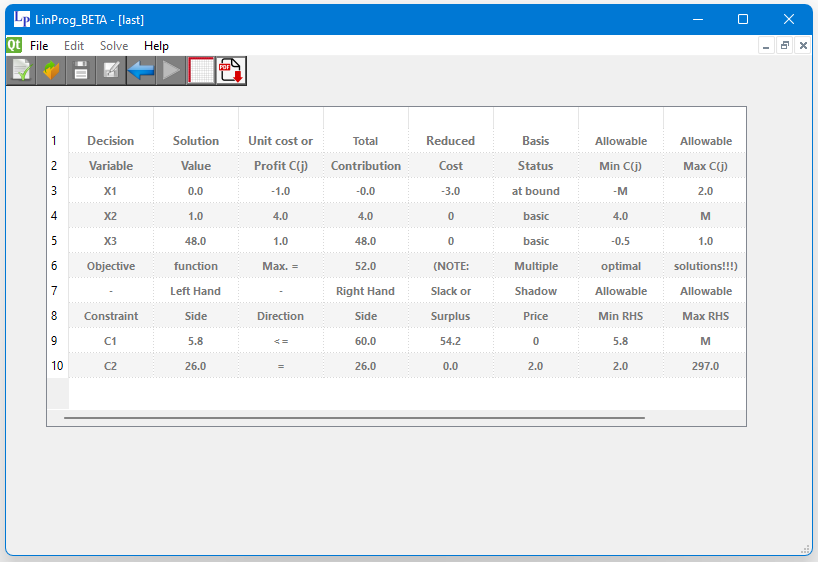 LP LinProg_BETA - [last]
Qt File Edit Solve Help
PDF
1 Decision Solution Unit cost or Total Reduced Basis Allowable Allowable
2 Variable Value Profit C(j) Contribution Cost Status Min C(j) Max C(j)
3 X1 0.0 -1.0 -0.0 -3.0 at bound -M 2.0
4 X2 1.0 4.0 4.0 0 basic 4.0 M
5 X3 48.0 1.0 48.0 0 basic -0.5 1.0
6 Objective function Max. = 52.0 (NOTE: Multiple optimal solutions!!!)
7 - Left Hand - Right Hand Slack or Shadow Allowable Allowable
8 Constraint Side Direction Side Surplus Price Min RHS Max RHS
9 C1 5.8 <= 60.0 54.2 0 5.8 M
10 C2 26.0 = 26.0 0.0 2.0 2.0 297.0